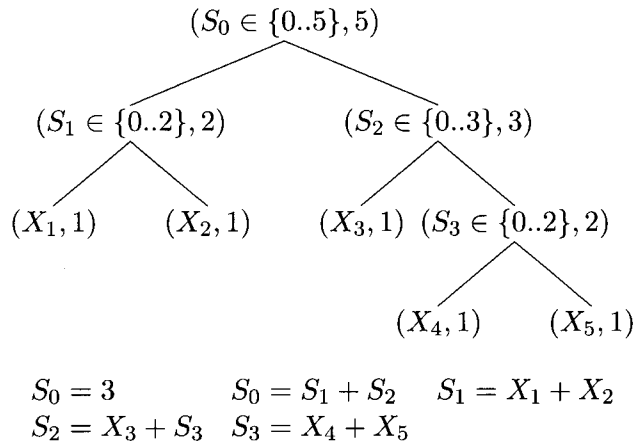 (S_0 ∈ {0..5}, 5)
(S_1 ∈ {0..2}, 2) (S_2 ∈ {0..3}, 3)
(X_1, 1) (X_2, 1) (X_3, 1) (S_3 ∈ {0..2}, 2)
(X_4, 1) (X_5, 1)
S_0 = 3 S_0 = S_1 + S_2 S_1 = X_1 + X_2
S_2 = X_3 + S_3 S_3 = X_4 + X_5